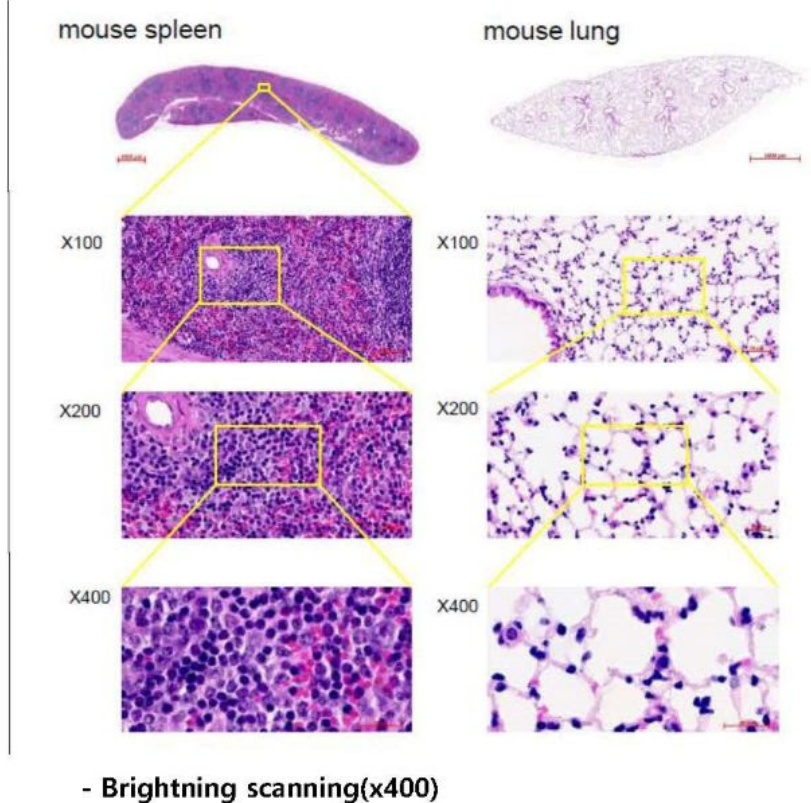 mouse spleen
mouse lung
X100
X100
X200
X200
X400
X400
- Brightning scanning(x400)